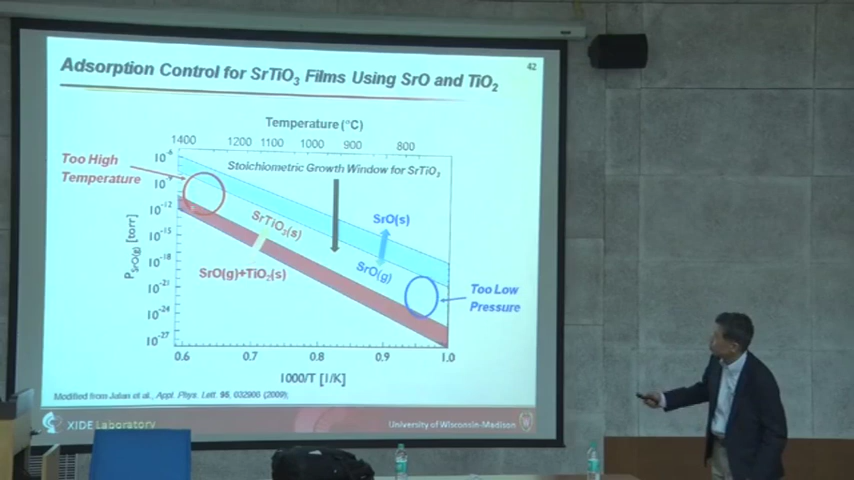 Adsorption Control for SrTiO3 Films Using SrO and TiO2
42
Temperature (°C)
1400 1200 1100 1000 900 800
Too High
Temperature
Stoichiometric Growth Window for SrTiO3
10-6
10-9
10-12
10-15
10-18
10-21
10-24
10-27
PSrO(g) [torr]
SrTiO3(s)
SrO(s)
SrO(g)
SrO(g)+TiO2(s)
Too Low
Pressure
0.6 0.7 0.8 0.9 1.0
1000/T [1/K]
Modified from Jalan et al., Appl. Phys. Lett. 95, 032906 (2009);
XIDE Laboratory
University of Wisconsin-Madison